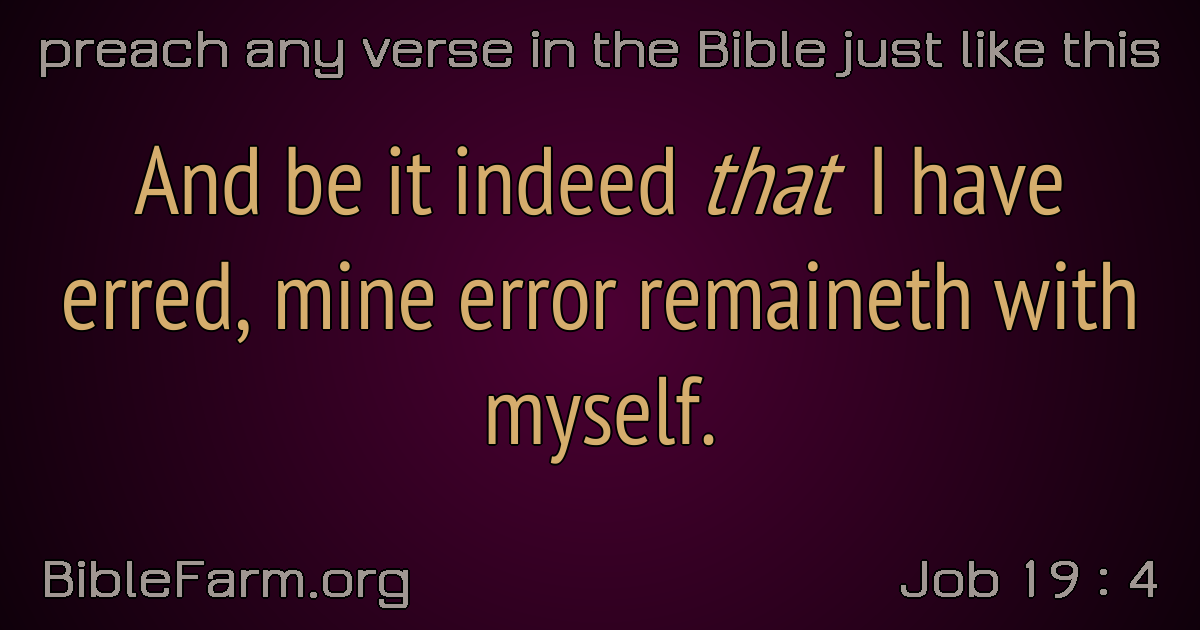 preach any verse in the Bible just like this
And be it indeed that I have
erred, mine error remaineth with
myself.
BibleFarm.org
Job 19 : 4